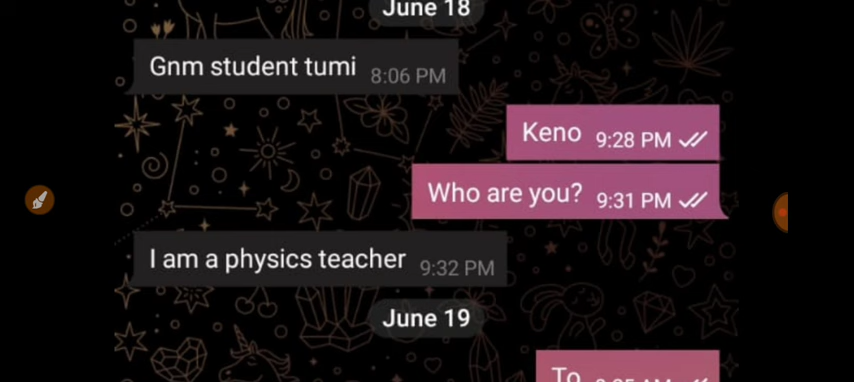 June 18
Gnm student tumi 8:06 PM
Keno 9:28 PM
Who are you? 9:31 PM
I am a physics teacher 9:32 PM
June 19
To